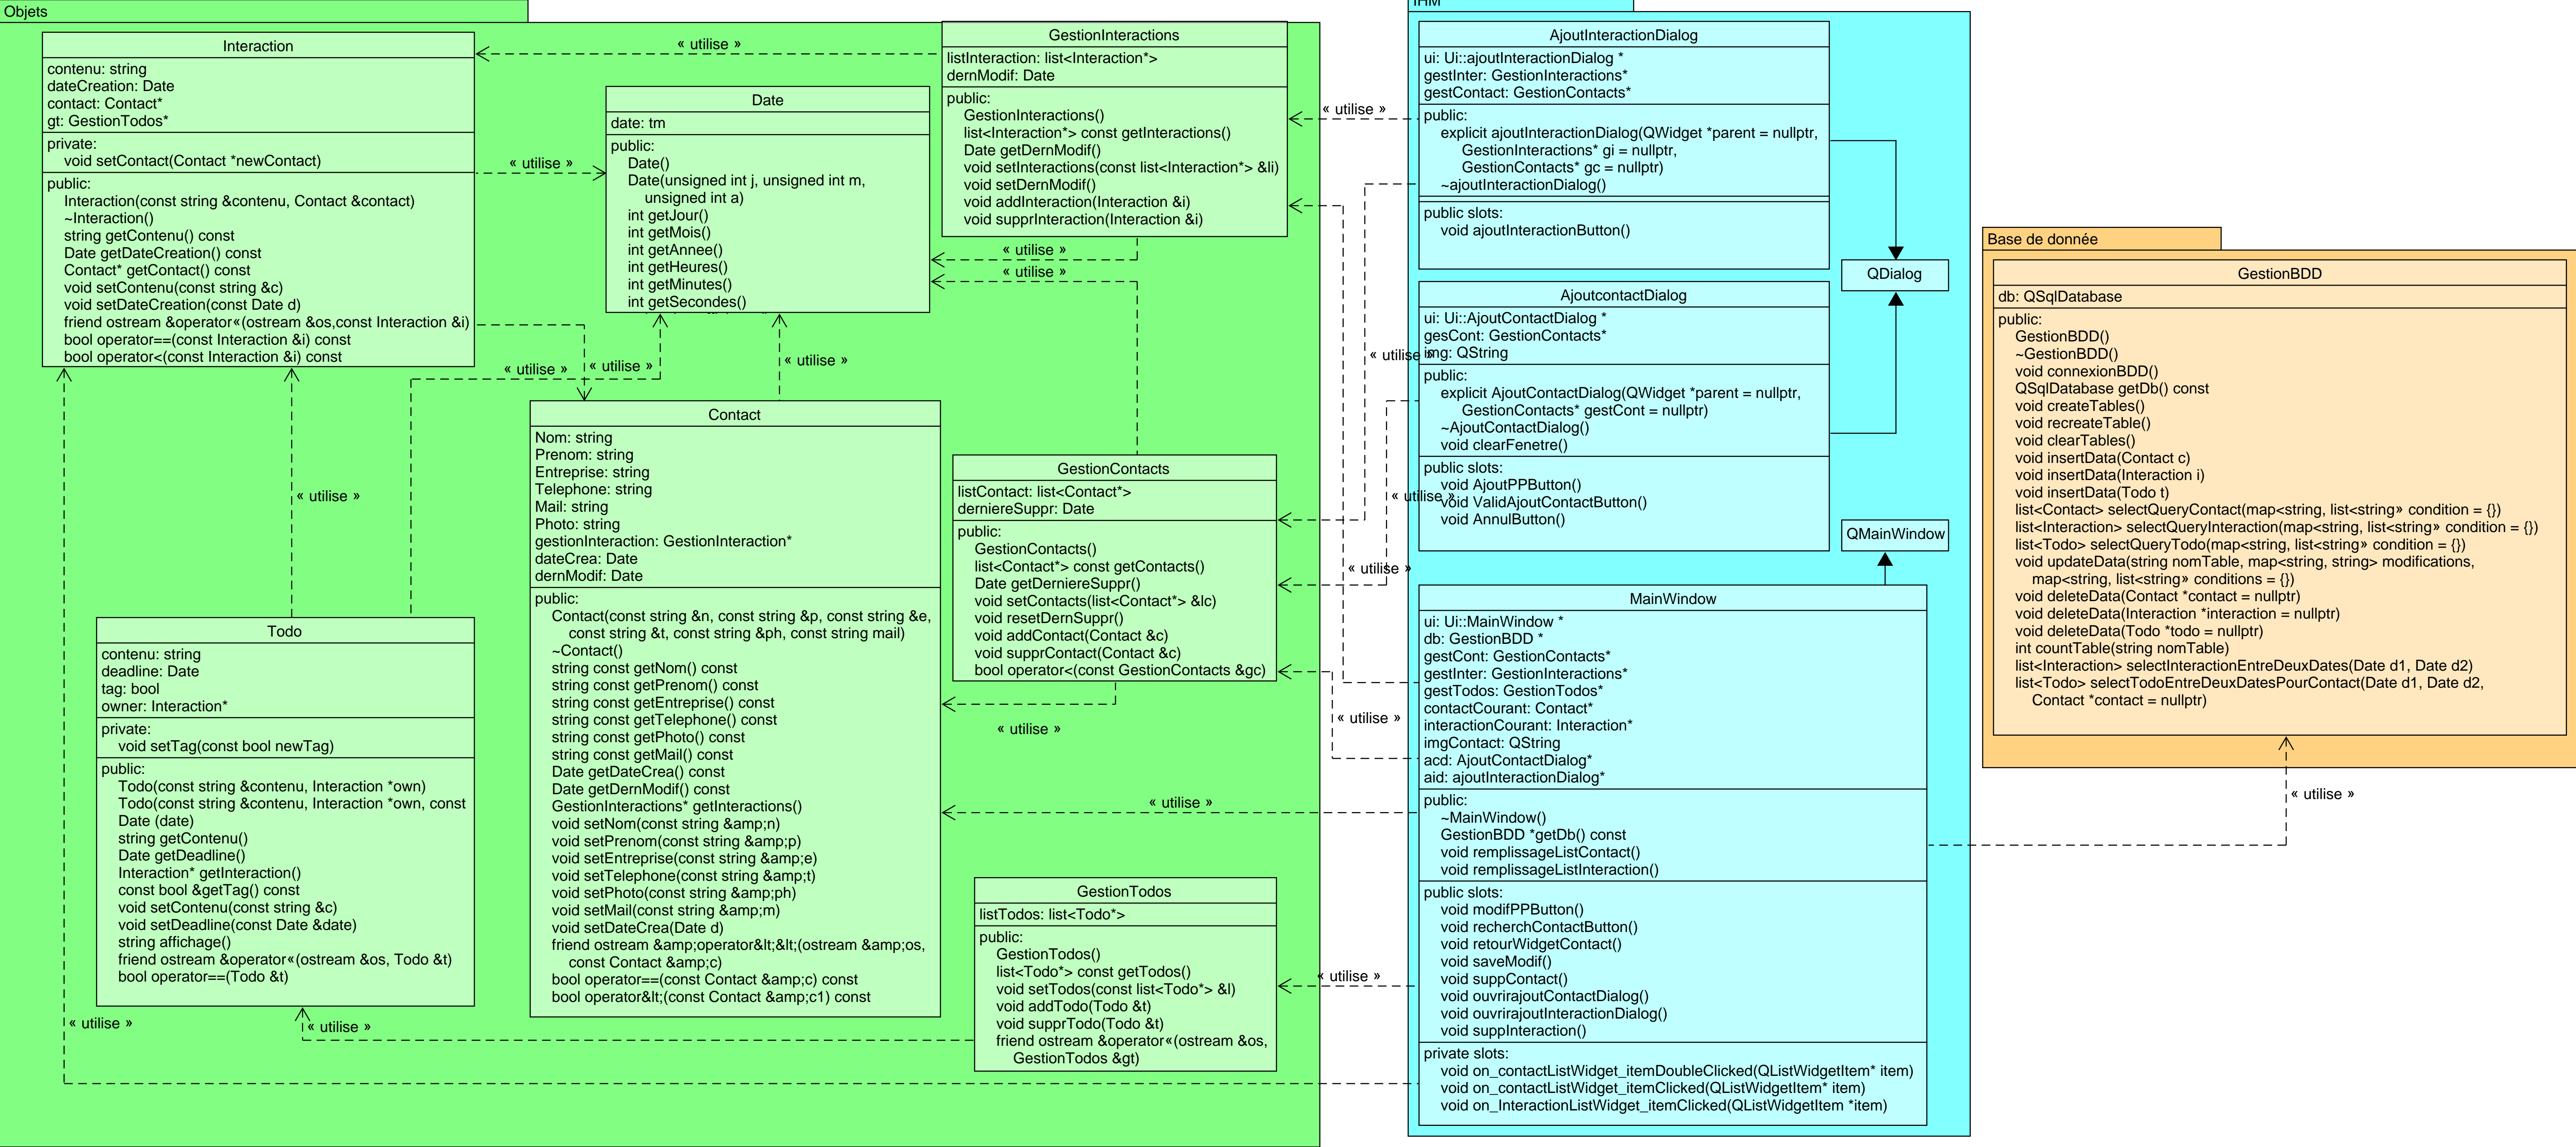 Objets
Interaction
contenu: string
dateCreation: Date
contact: Contact*
gt: GestionTodos*
private:
void setContact(Contact *newContact)
public:
Interaction(const string &contenu, Contact &contact)
~Interaction()
string getContenu() const
Date getDateCreation() const
Contact* getContact() const
void setContenu(const string &c)
void setDateCreation(const Date d)
friend ostream &operator«(ostream &os,const Interaction &i)
bool operator==(const Interaction &i) const
bool operator<(const Interaction &i) const
« utilise »
« utilise »
Date
date: tm
public:
Date()
Date(unsigned int j, unsigned int m,
unsigned int a)
int getJour()
int getMois()
int getAnnee()
int getHeures()
int getMinutes()
int getSecondes()
GestionInteractions
listInteraction: list<Interaction*>
dernModif: Date
public:
GestionInteractions()
list<Interaction*> const getInteractions()
Date getDernModif()
void setInteractions(const list<Interaction*> &li)
void setDernModif()
void addInteraction(Interaction &i)
void supprInteraction(Interaction &i)
« utilise »
« utilise »
« utilise »
« utilise »
« utilise »
« utilise »
Todo
contenu: string
deadline: Date
tag: bool
owner: Interaction*
private:
void setTag(const bool newTag)
public:
Todo(const string &contenu, Interaction *own)
Todo(const string &contenu, Interaction *own, const
Date (date)
string getContenu()
Date getDeadline()
Interaction* getInteraction()
const bool &getTag() const
void setContenu(const string &c)
void setDeadline(const Date &date)
string affichage()
friend ostream &operator«(ostream &os, Todo &t)
bool operator==(Todo &t)
« utilise »
« utilise »
Contact
Nom: string
Prenom: string
Entreprise: string
Telephone: string
Mail: string
Photo: string
gestionInteraction: GestionInteraction*
dateCrea: Date
dernModif: Date
public:
Contact(const string &n, const string &p, const string &e,
const string &t, const string &ph, const string mail)
~Contact()
string const getNom() const
string const getPrenom() const
string const getEntreprise() const
string const getTelephone() const
string const getPhoto() const
string const getMail() const
Date getDateCrea() const
Date getDernModif() const
GestionInteractions* getInteractions()
void setNom(const string &amp;n)
void setPrenom(const string &amp;p)
void setEntreprise(const string &amp;e)
void setTelephone(const string &amp;t)
void setPhoto(const string &amp;ph)
void setMail(const string &amp;m)
void setDateCrea(Date d)
friend ostream &amp;operator&lt;&lt;(ostream &amp;os,
const Contact &amp;c)
bool operator==(const Contact &amp;c) const
bool operator&lt;(const Contact &amp;c1) const
GestionContacts
listContact: list<Contact*>
derniereSuppr: Date
public:
GestionContacts()
list<Contact*> const getContacts()
Date getDerniereSuppr()
void setContacts(list<Contact*> &lc)
void resetDernSuppr()
void addContact(Contact &c)
void supprContact(Contact &c)
bool operator<(const GestionContacts &gc)
« utilise »
« utilise »
GestionTodos
listTodos: list<Todo*>
public:
GestionTodos()
list<Todo*> const getTodos()
void setTodos(const list<Todo*> &l)
void addTodo(Todo &t)
void supprTodo(Todo &t)
friend ostream &operator«(ostream &os,
GestionTodos &gt)
« utilise »
« utilise »
« utilise »
« utilise »
« utilise »
« utilise »
IHM
AjoutInteractionDialog
ui: Ui::ajoutInteractionDialog *
gestInter: GestionInteractions*
gestContact: GestionContacts*
public:
explicit ajoutInteractionDialog(QWidget *parent = nullptr,
GestionInteractions* gi = nullptr,
GestionContacts* gc = nullptr)
~ajoutInteractionDialog()
public slots:
void ajoutInteractionButton()
QDialog
AjoutcontactDialog
ui: Ui::AjoutContactDialog *
gesCont: GestionContacts*
img: QString
public:
explicit AjoutContactDialog(QWidget *parent = nullptr,
GestionContacts* gestCont = nullptr)
~AjoutContactDialog()
void clearFenetre()
public slots:
void AjoutPPButton()
void ValidAjoutContactButton()
void AnnulButton()
QMainWindow
MainWindow
ui: Ui::MainWindow *
db: GestionBDD *
gestCont: GestionContacts*
gestInter: GestionInteractions*
gestTodos: GestionTodos*
contactCourant: Contact*
interactionCourant: Interaction*
imgContact: QString
acd: AjoutContactDialog*
aid: ajoutInteractionDialog*
public:
~MainWindow()
GestionBDD *getDb() const
void remplissageListContact()
void remplissageListInteraction()
public slots:
void modifPPButton()
void recherchContactButton()
void retourWidgetContact()
void saveModif()
void suppContact()
void ouvrirajoutContactDialog()
void ouvrirajoutInteractionDialog()
void suppInteraction()
private slots:
void on_contactListWidget_itemDoubleClicked(QListWidgetItem* item)
void on_contactListWidget_itemClicked(QListWidgetItem* item)
void on_InteractionListWidget_itemClicked(QListWidgetItem *item)
Base de donnée
GestionBDD
db: QSqlDatabase
public:
GestionBDD()
~GestionBDD()
void connexionBDD()
QSqlDatabase getDb() const
void createTables()
void recreateTable()
void clearTables()
void insertData(Contact c)
void insertData(Interaction i)
void insertData(Todo t)
list<Contact> selectQueryContact(map<string, list<string» condition = {})
list<Interaction> selectQueryInteraction(map<string, list<string» condition = {})
list<Todo> selectQueryTodo(map<string, list<string» condition = {})
void updateData(string nomTable, map<string, string> modifications,
map<string, list<string» conditions = {})
void deleteData(Contact *contact = nullptr)
void deleteData(Interaction *interaction = nullptr)
void deleteData(Todo *todo = nullptr)
int countTable(string nomTable)
list<Interaction> selectInteractionEntreDeuxDates(Date d1, Date d2)
list<Todo> selectTodoEntreDeuxDatesPourContact(Date d1, Date d2,
Contact *contact = nullptr)
« utilise »